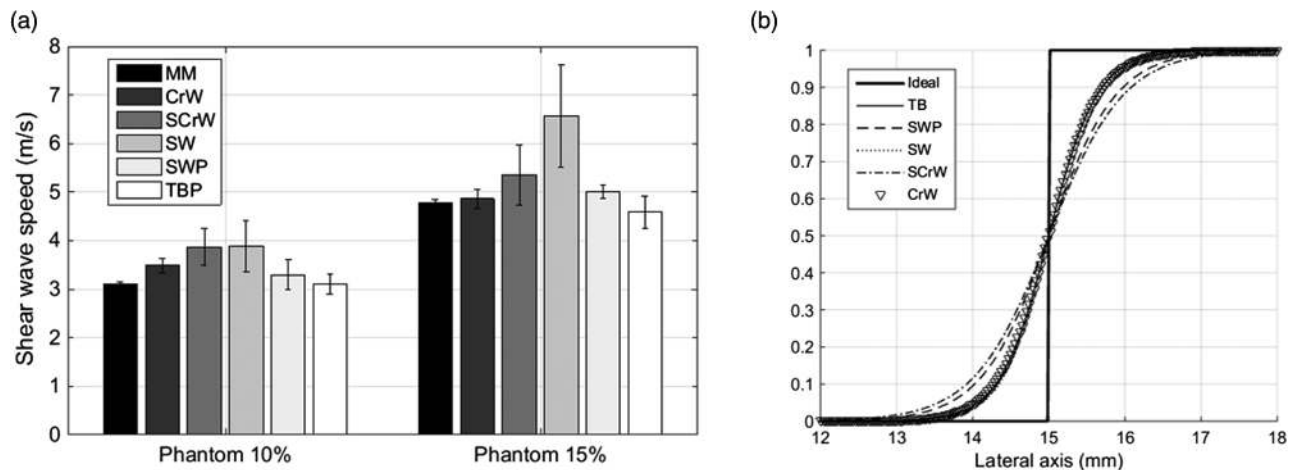 (a)
8
7
6
5
4
3
2
1
0
Shear wave speed (m/s)
MM
CrW
SCrW
SW
SWP
TBP
Phantom 10%
Phantom 15%
(b)
1
0.9
0.8
0.7
0.6
0.5
0.4
0.3
0.2
0.1
0
Ideal
TB
SWP
SW
SCrW
CrW
12 13 14 15 16 17 18
Lateral axis (mm)